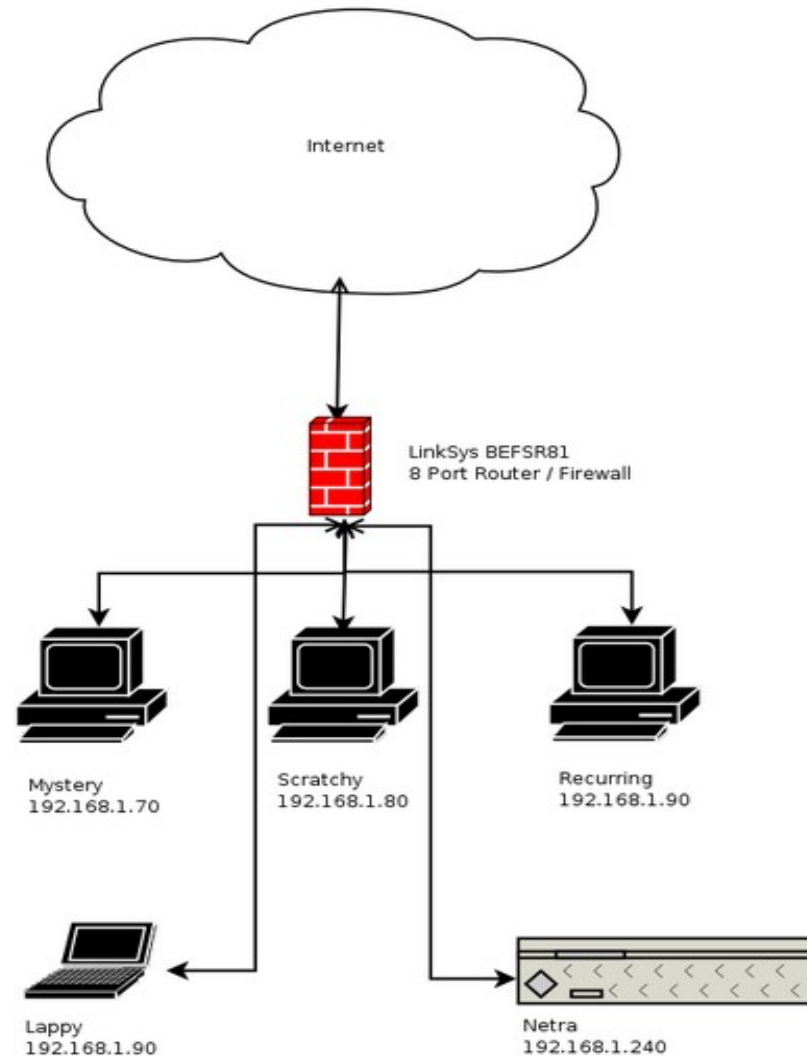 Internet
LinkSys BEFSR81
8 Port Router / Firewall
Mystery
192.168.1.70
Scratchy
192.168.1.80
Recurring
192.168.1.90
Lappy
192.168.1.90
Netra
192.168.1.240